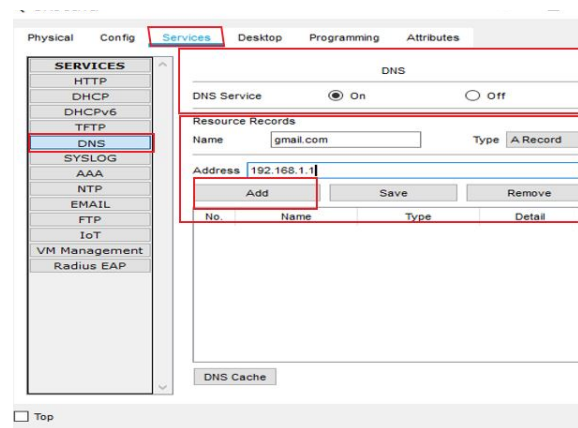 Physical Config Services Desktop Programming Attributes
SERVICES
HTTP
DHCP
DHCPv6
TFTP
DNS
SYSLOG
AAA
NTP
EMAIL
FTP
IoT
VM Management
Radius EAP
DNS
DNS Service On Off
Resource Records
Name gmail.com Type A Record
Address 192.168.1.1
Add Save Remove
No. Name Type Detail
DNS Cache
Top